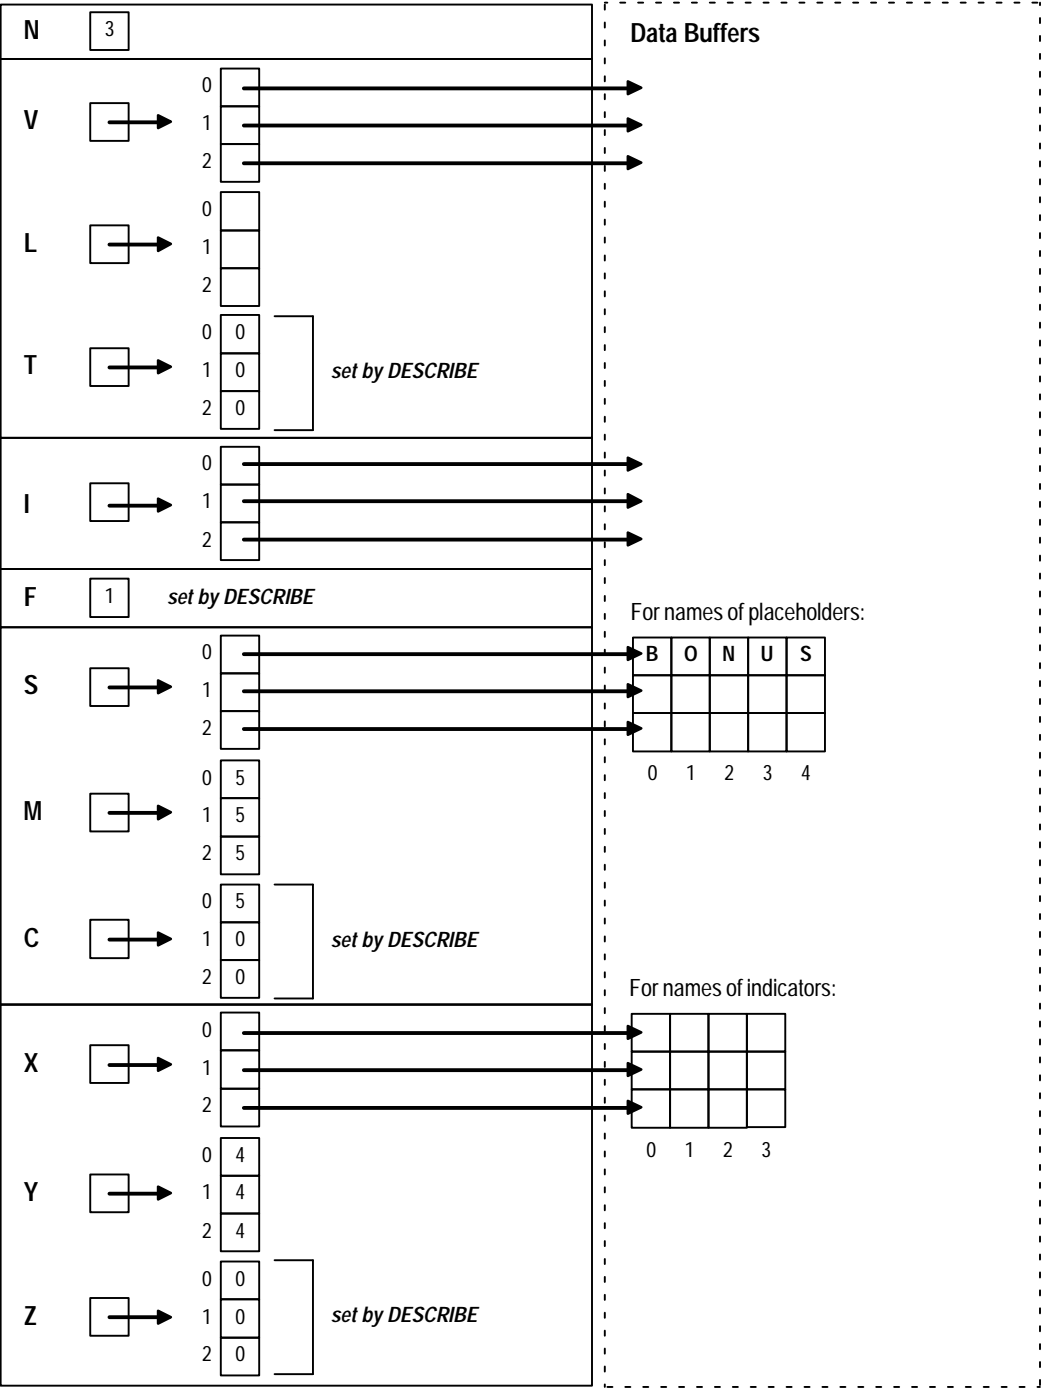 N 3 Data Buffers
0
V 1
2
0
L 1
2
0 0
T 1 0 set by DESCRIBE
2 0
0
I 1
2
F 1 set by DESCRIBE
For names of placeholders:
0 B O N U S
S 1
2
0 1 2 3 4
0 5
M 1 5
2 5
0 5
C 1 0 set by DESCRIBE
2 0
For names of indicators:
0
X 1
2
0 1 2 3
0 4
Y 1 4
2 4
0 0
Z 1 0 set by DESCRIBE
2 0